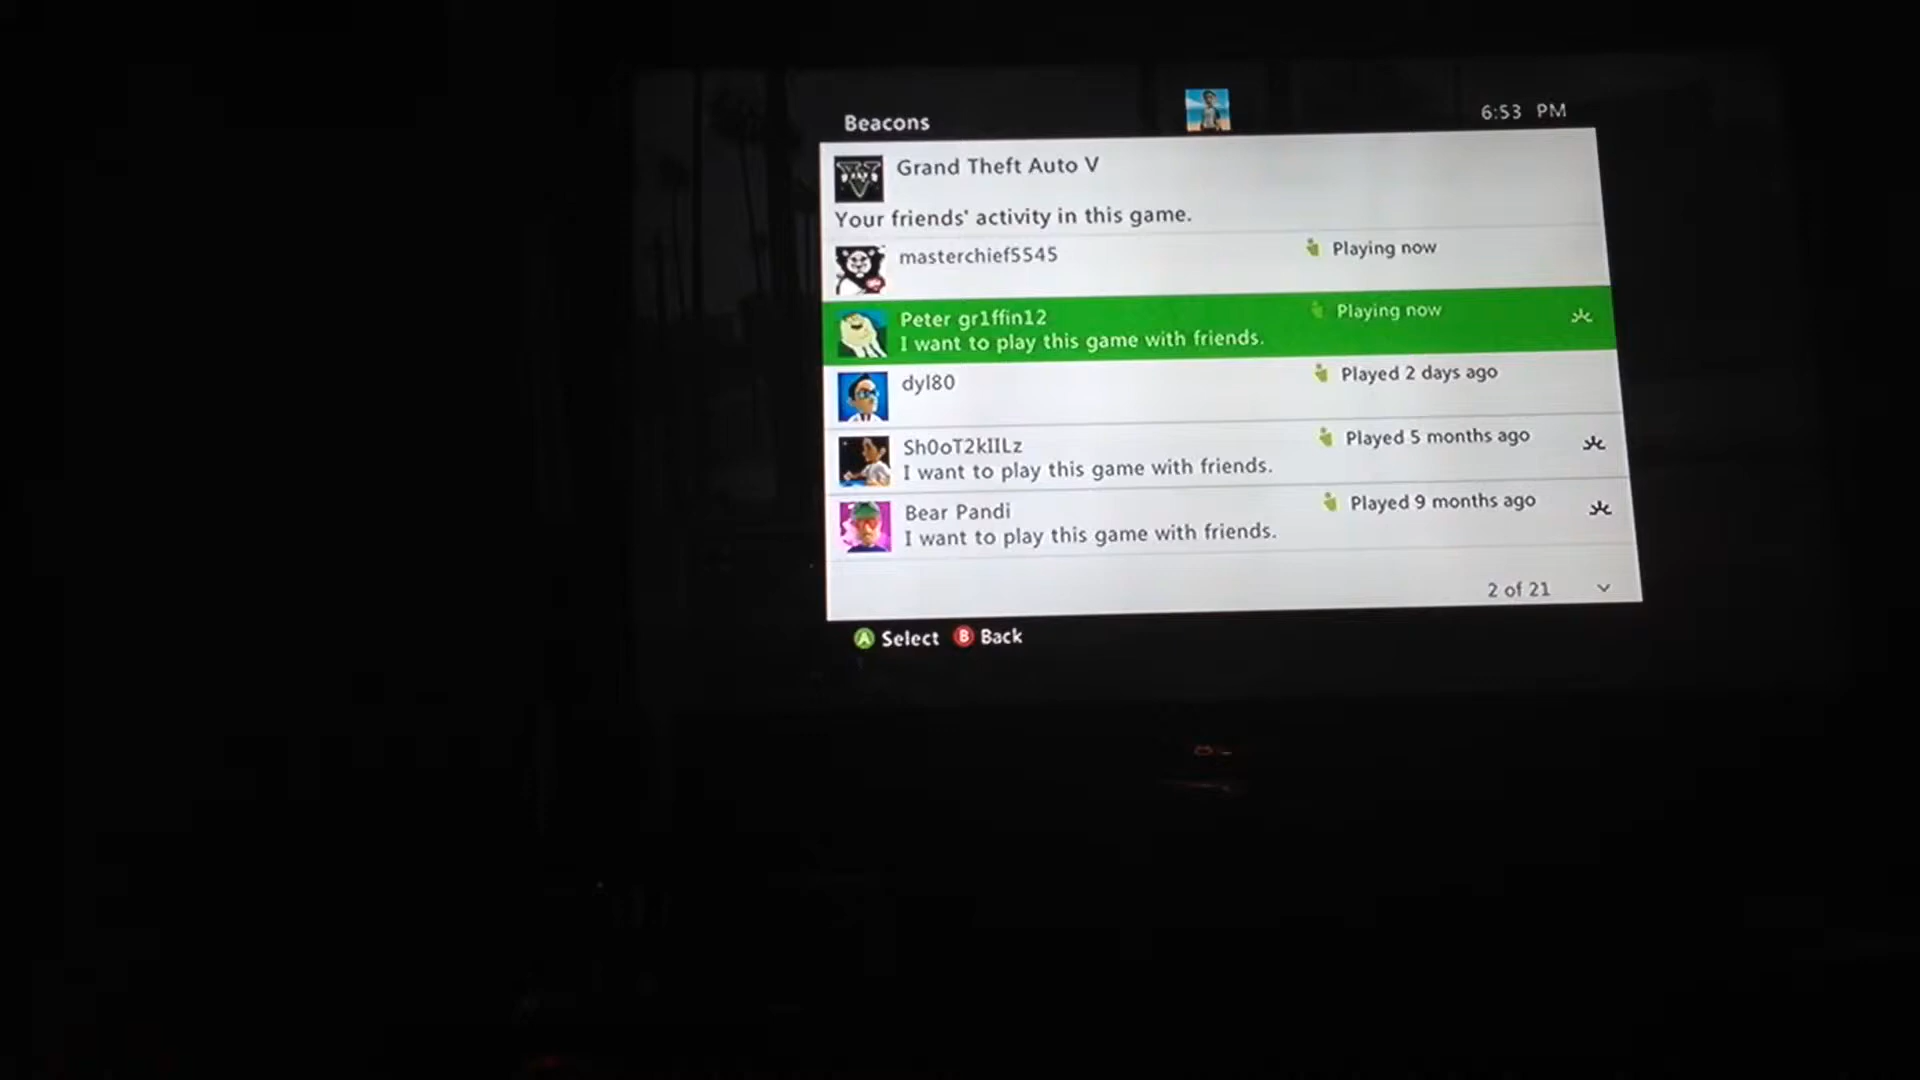 Beacons
6:53 PM
Grand Theft Auto V
Your friends' activity in this game.
masterchief5545
Playing now
Peter gr1ffin12
Playing now
I want to play this game with friends.
dyl80
Played 2 days ago
Sh0oT2kIILz
Played 5 months ago
I want to play this game with friends.
Bear Pandi
Played 9 months ago
I want to play this game with friends.
2 of 21
A Select B Back